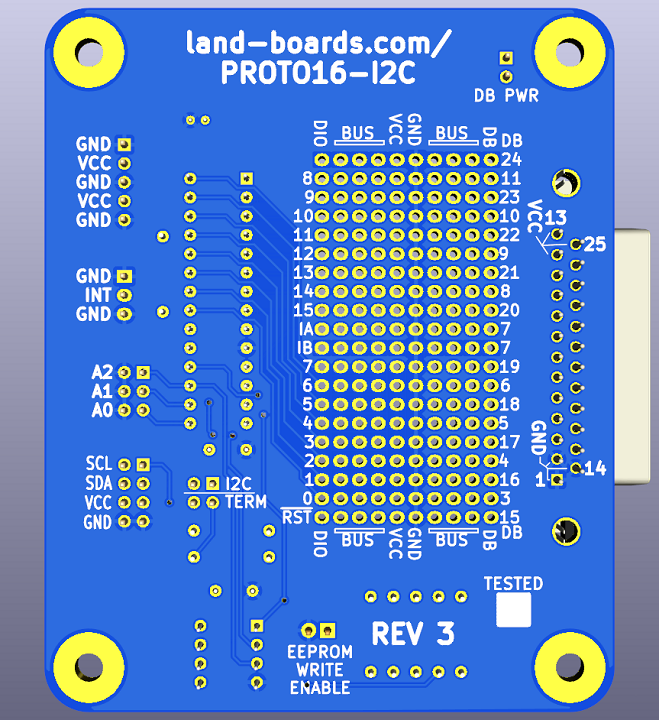 land-boards.com/
PROTO16-I2C
DB PWR
GND
VCC
GND
VCC
GND
GND
INT
GND
A2
A1
A0
SCL
SDA
VCC
GND
I2C
TERM
DIO BUS VCC GND BUS DB DB
24
8 11
9 23
10 10
11 22
12 9
13 21
14 8
15 20
IA 7
IB 7
7 19
6 6
5 18
4 5
3 17
2 4
1 16
0 3
RST 15
DIO BUS VCC GND BUS DB DB
VCC 13
25
GND
14
1
TESTED
REV 3
EEPROM
WRITE
ENABLE